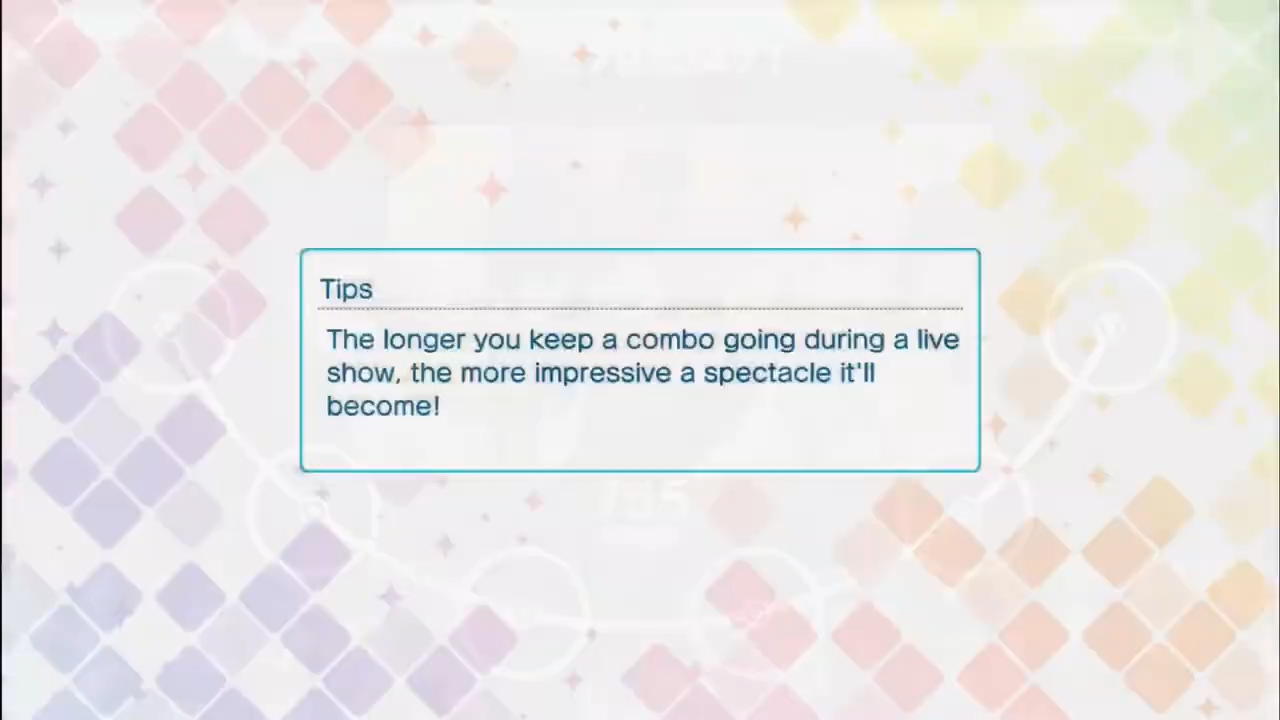 Tips
The longer you keep a combo going during a live
show, the more impressive a spectacle it'll
become!